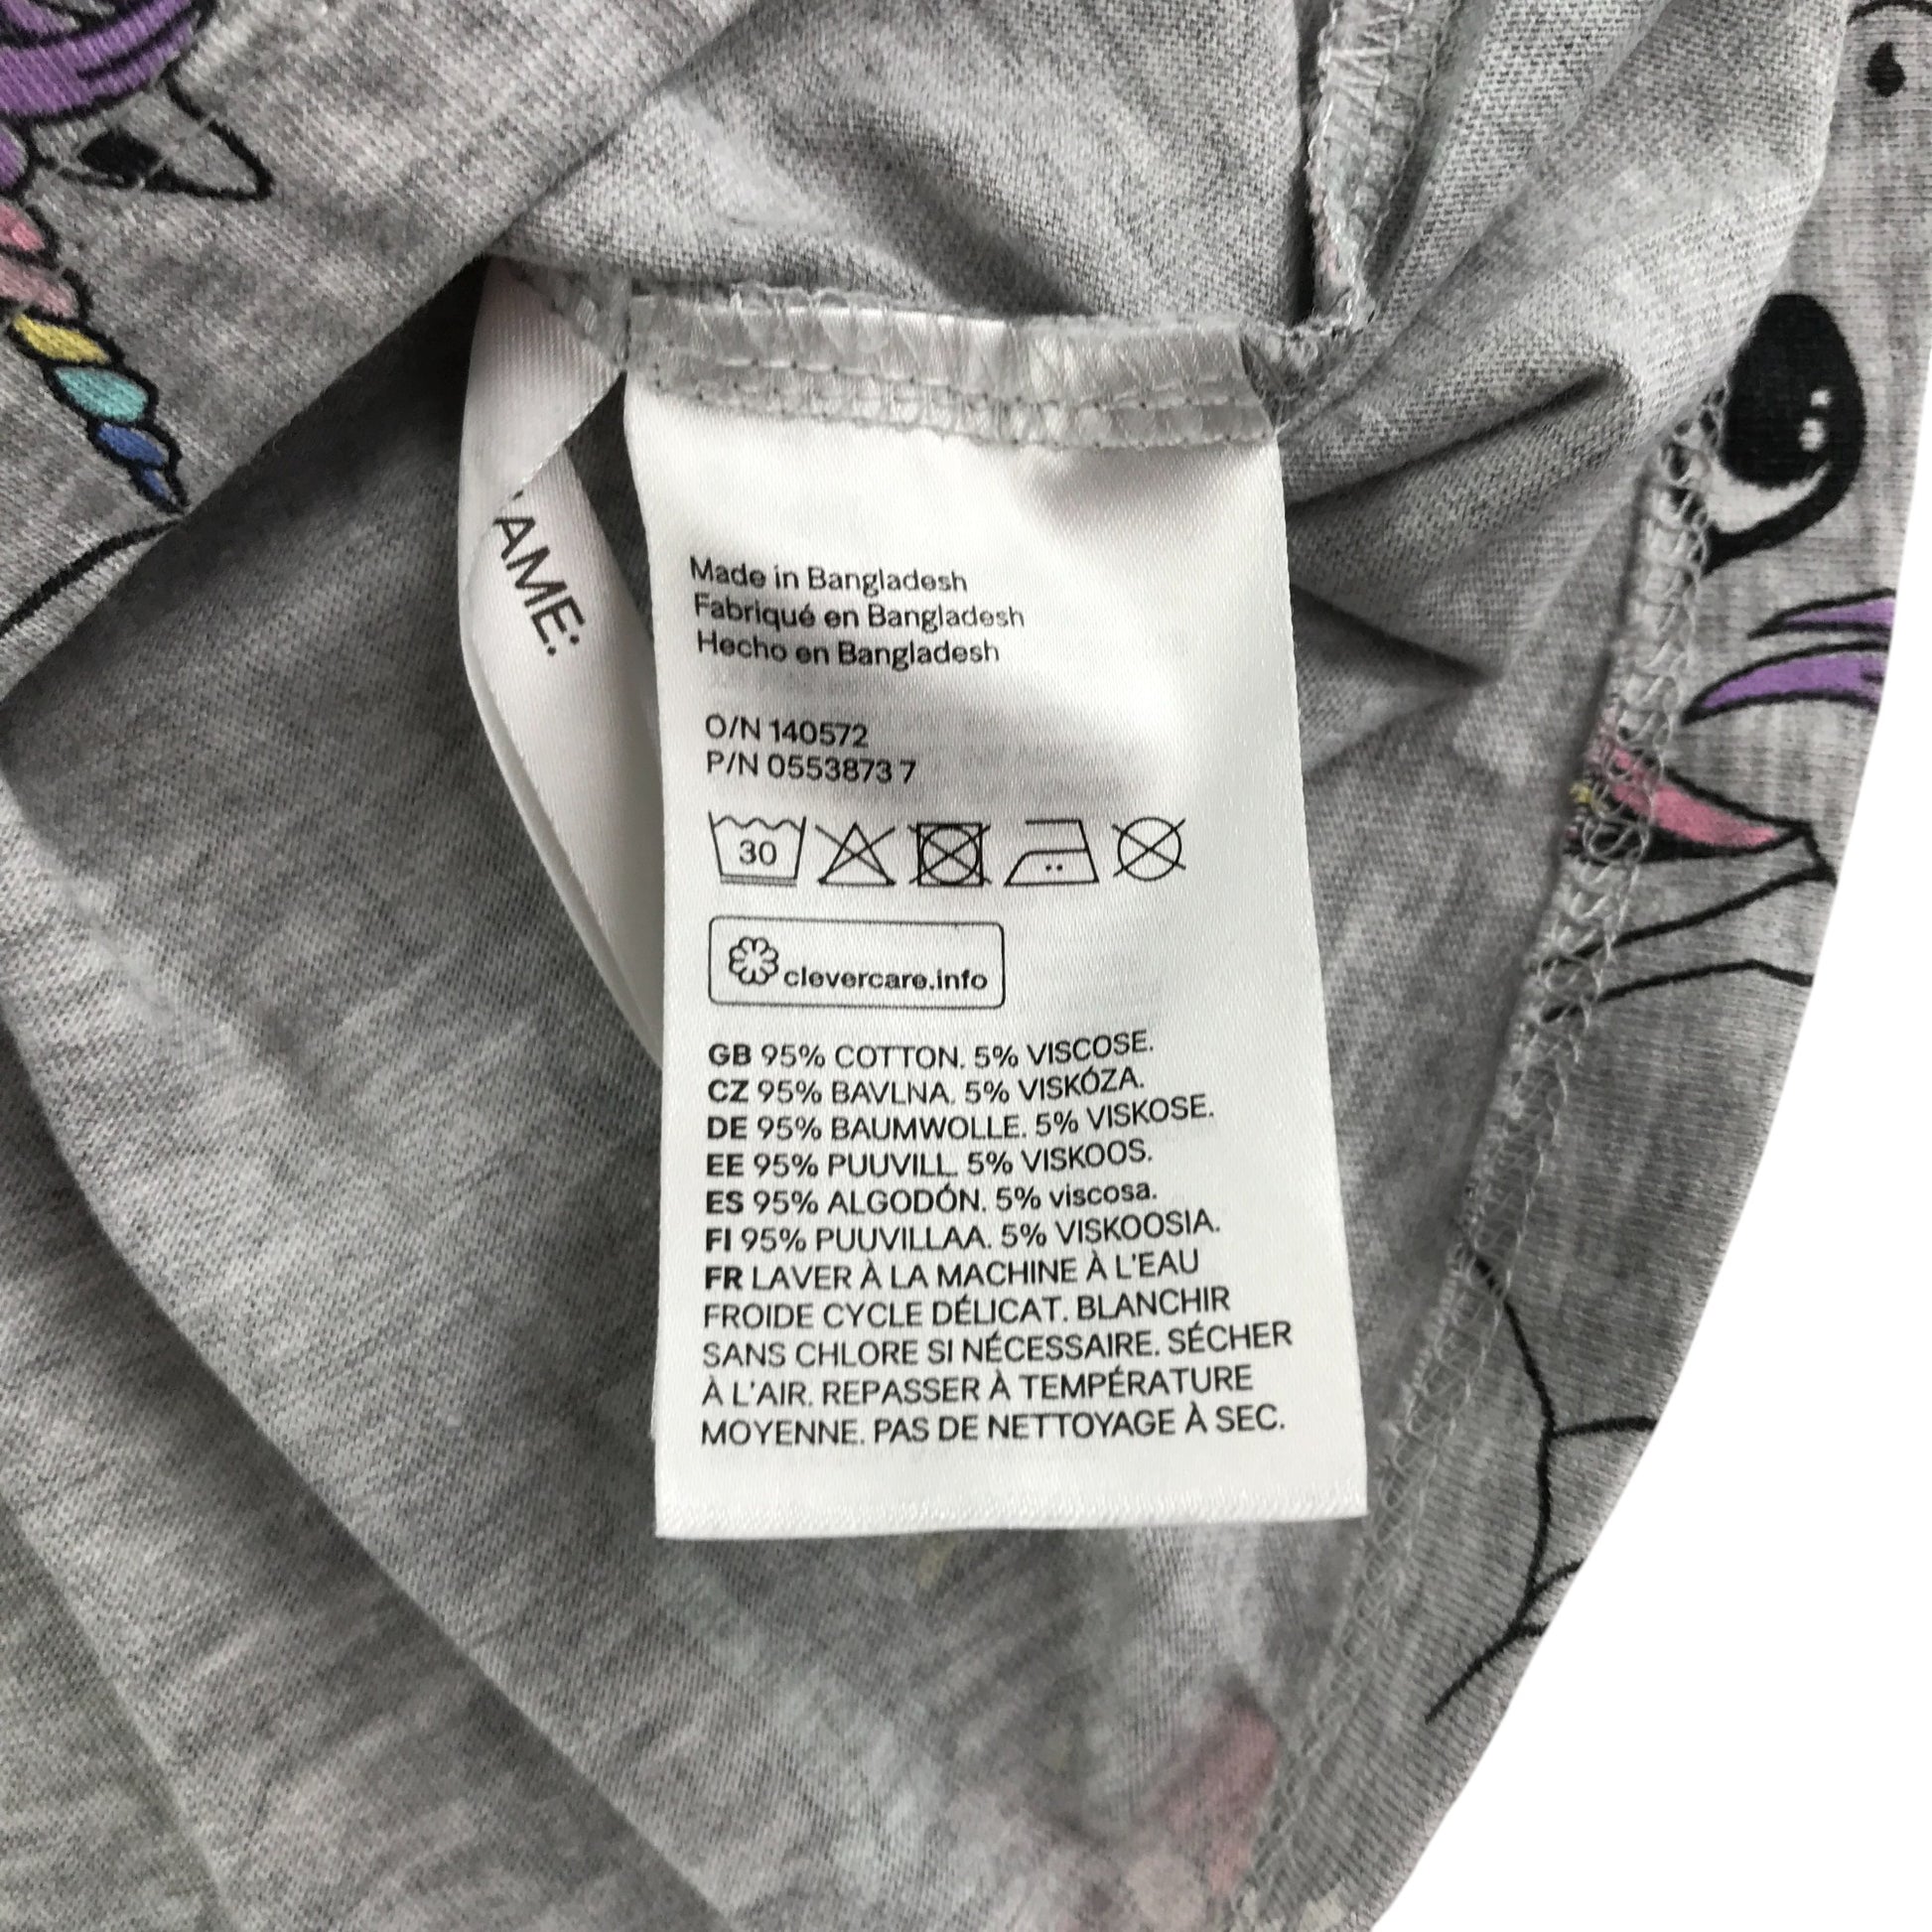 AME:
Made in Bangladesh
Fabriqué en Bangladesh
Hecho en Bangladesh
O/N 140572
P/N 0553873 7
30
clevercare.info
GB 95% COTTON. 5% VISCOSE.
CZ 95% BAVLNA. 5% VISKÓZA.
DE 95% BAUMWOLLE. 5% VISKOSE.
EE 95% PUUVILL. 5% VISKOOS.
ES 95% ALGODÓN. 5% viscosa.
FI 95% PUUVILLAA. 5% VISKOOSIA.
FR LAVER À LA MACHINE À L'EAU
FROIDE CYCLE DÉLICAT. BLANCHIR
SANS CHLORE SI NÉCESSAIRE. SÉCHER
À L'AIR. REPASSER À TEMPÉRATURE
MOYENNE. PAS DE NETTOYAGE À SEC.